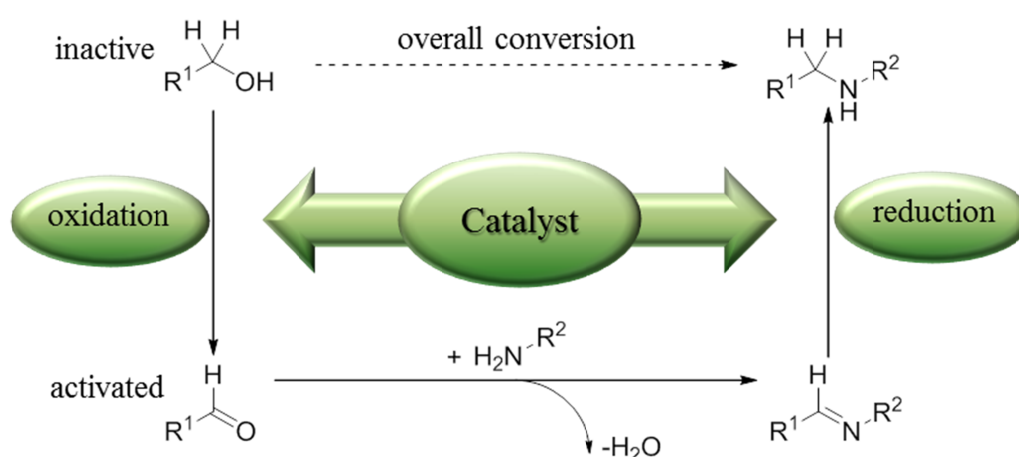 inactive
H H
R¹
OH
overall conversion
H H
R¹
N
H
R²
oxidation
Catalyst
reduction
activated
H
R¹
O
+ H₂N-R²
-H₂O
H
R¹
N
R²